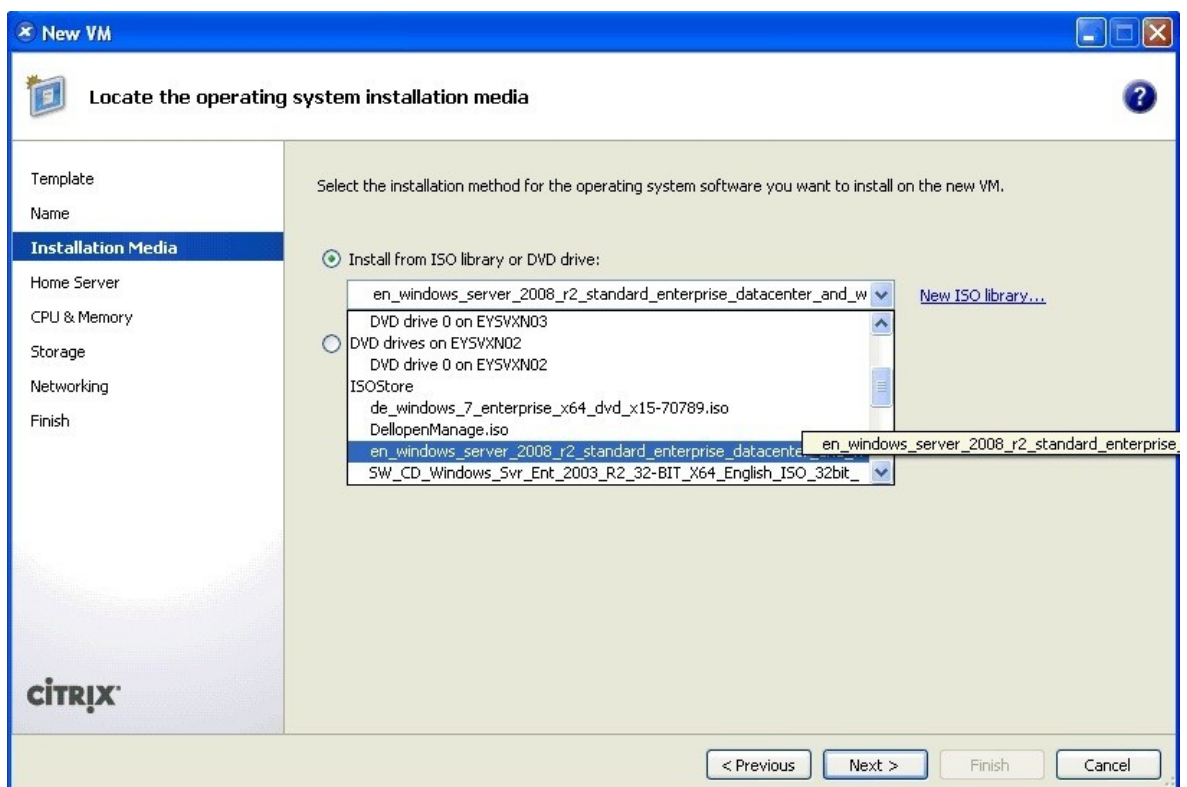 New VM
Locate the operating system installation media
?
Template
Name
Installation Media
Home Server
CPU & Memory
Storage
Networking
Finish
CİTRIX
Select the installation method for the operating system software you want to install on the new VM.
Install from ISO library or DVD drive:
en_windows_server_2008_r2_standard_enterprise_datacenter_and_w
New ISO library...
DVD drive 0 on EYSVXN03
DVD drives on EYSVXN02
DVD drive 0 on EYSVXN02
ISOStore
de_windows_7_enterprise_x64_dvd_x15-70789.iso
DellopenManage.iso
en_windows_server_2008_r2_standard_enterprise_datacenter
en_windows_server_2008_r2_standard_enterprise_
SW_CD_Windows_Svr_Ent_2003_R2_32-BIT_X64_English_ISO_32bit_
< Previous
Next >
Finish
Cancel